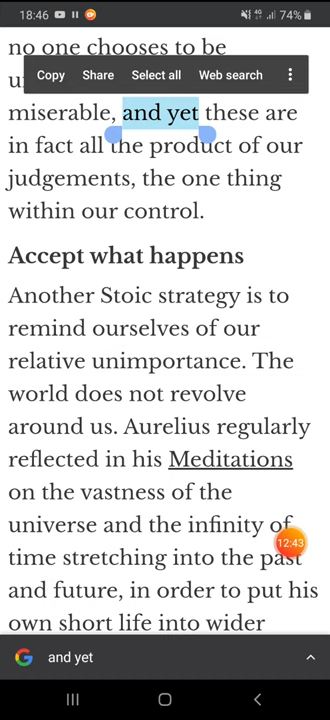 18:46 74%
no one chooses to be
Copy Share Select all Web search
miserable, and yet these are
in fact all the product of our
judgements, the one thing
within our control.
Accept what happens
Another Stoic strategy is to
remind ourselves of our
relative unimportance. The
world does not revolve
around us. Aurelius regularly
reflected in his Meditations
on the vastness of the
universe and the infinity of
12:43
time stretching into the past
and future, in order to put his
own short life into wider
and yet